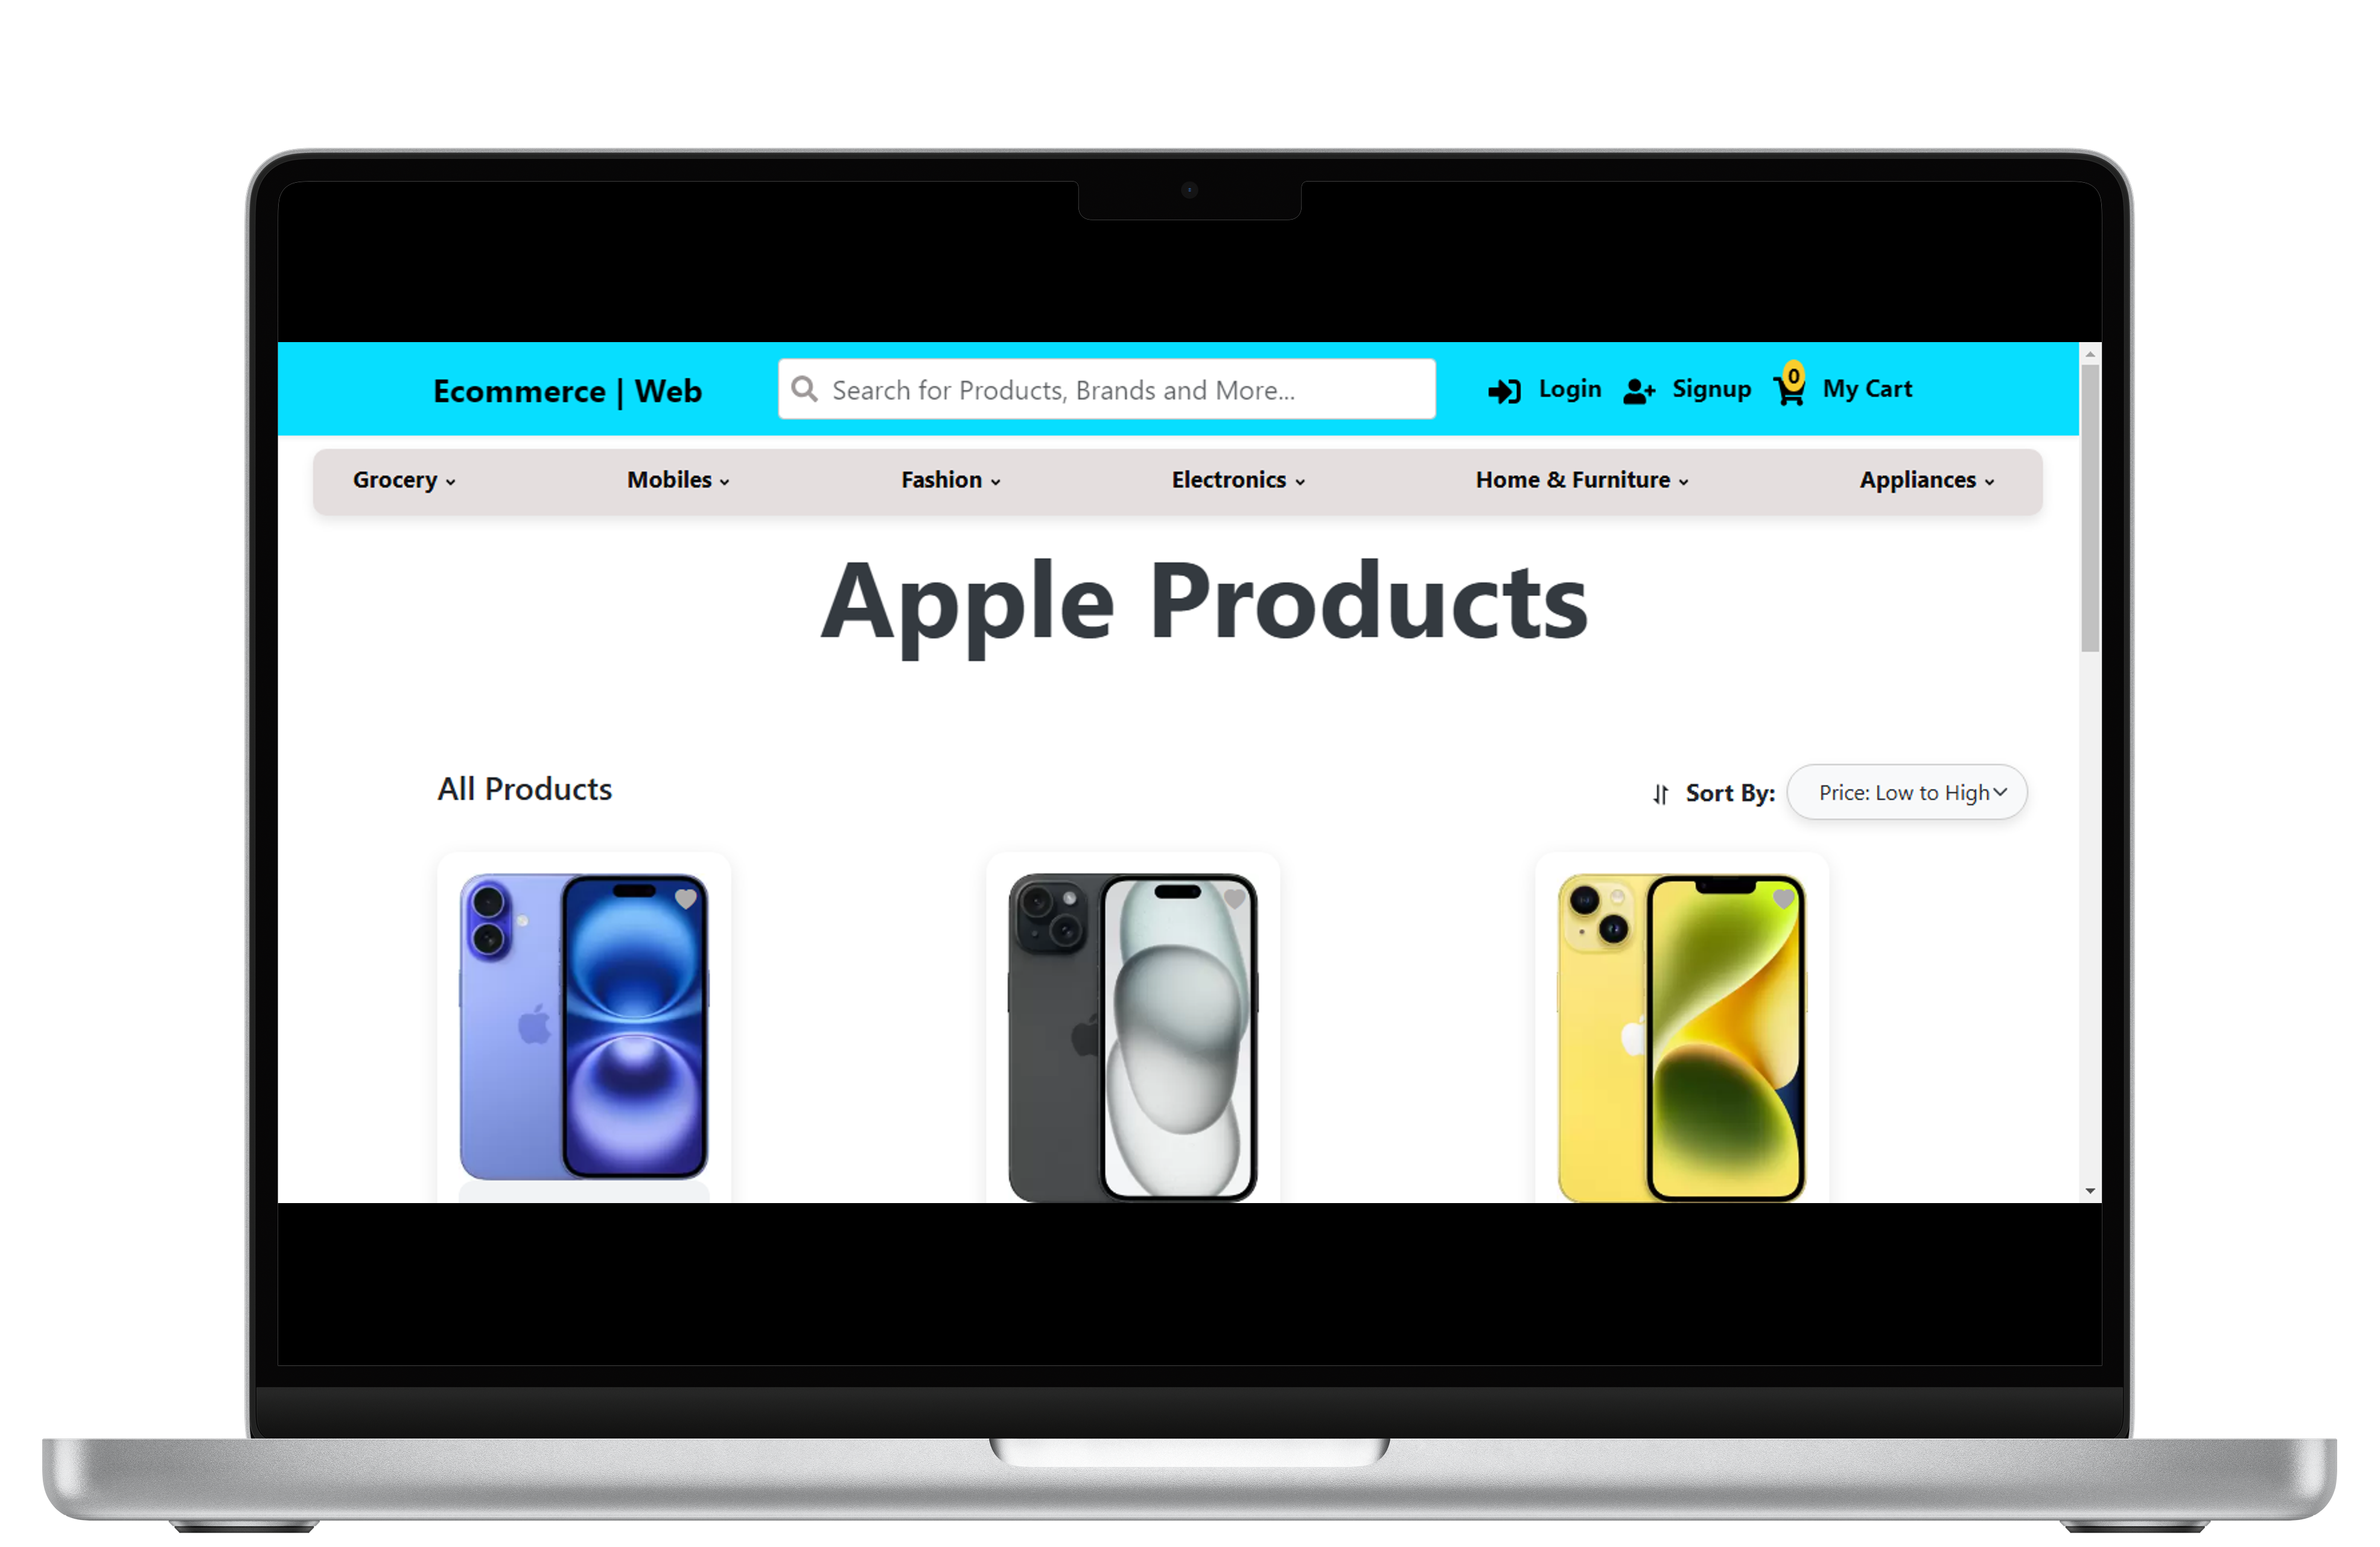 Ecommerce | Web
Search for Products, Brands and More...
Login
Signup
0
My Cart
Grocery
Mobiles
Fashion
Electronics
Home & Furniture
Appliances
Apple Products
All Products
Sort By:
Price: Low to High